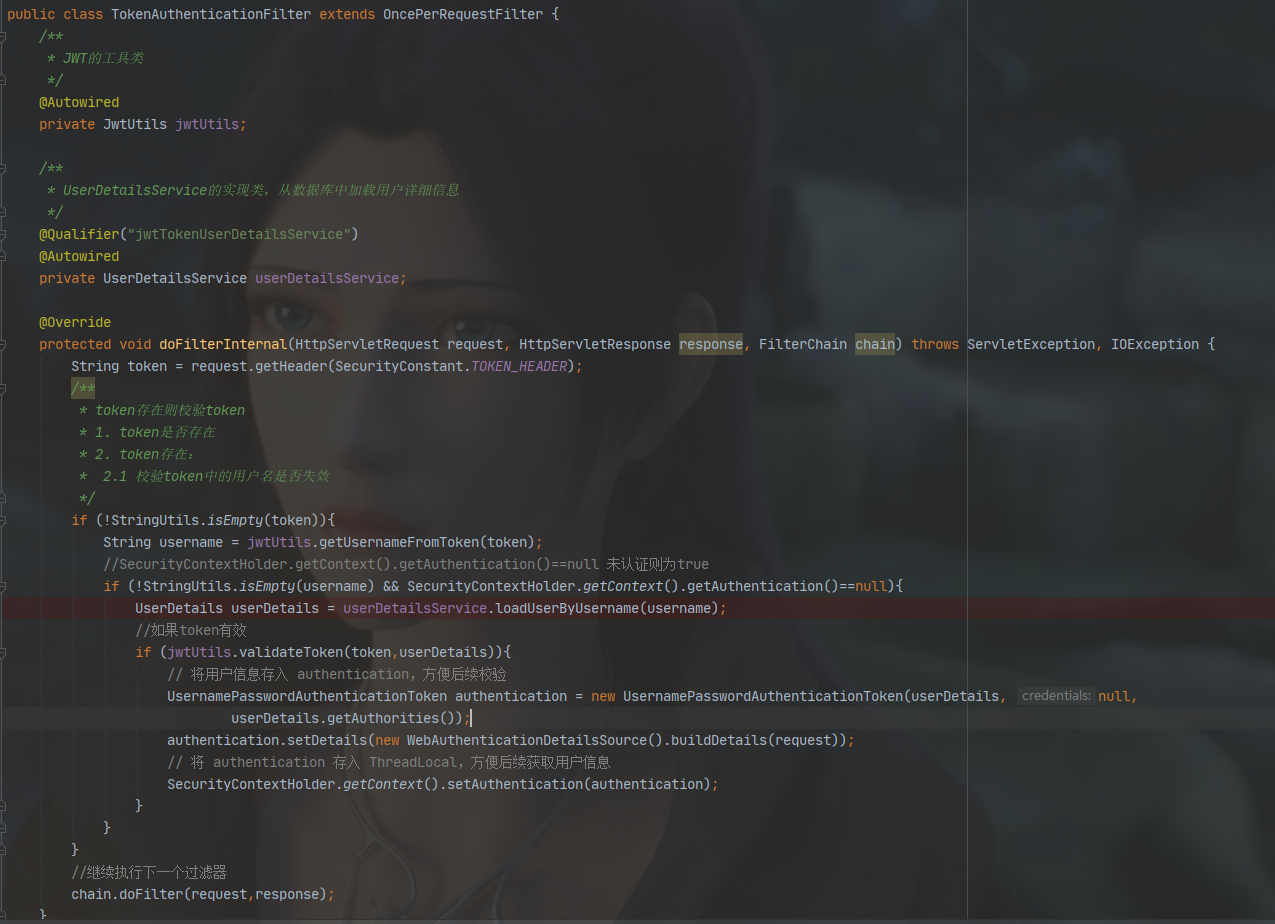 public class TokenAuthenticationFilter extends OncePerRequestFilter {
/**
* JWT的工具类
*/
@Autowired
private JwtUtils jwtUtils;
/**
* UserDetailsService的实现类，从数据库中加载用户详细信息
*/
@Qualifier("jwtTokenUserDetailsService")
@Autowired
private UserDetailsService userDetailsService;
@Override
protected void doFilterInternal(HttpServletRequest request, HttpServletResponse response, FilterChain chain) throws ServletException, IOException {
String token = request.getHeader(SecurityConstant.TOKEN_HEADER);
/**
* token存在则校验token
* 1. token是否存在
* 2. token存在：
*  2.1 校验token中的用户名是否失效
*/
if (!StringUtils.isEmpty(token)){
String username = jwtUtils.getUsernameFromToken(token);
//SecurityContextHolder.getContext().getAuthentication()==null 未认证则为true
if (!StringUtils.isEmpty(username) && SecurityContextHolder.getContext().getAuthentication()==null){
UserDetails userDetails = userDetailsService.loadUserByUsername(username);
//如果token有效
if (jwtUtils.validateToken(token,userDetails)){
// 将用户信息存入 authentication，方便后续校验
UsernamePasswordAuthenticationToken authentication = new UsernamePasswordAuthenticationToken(userDetails, credentials: null,
userDetails.getAuthorities());
authentication.setDetails(new WebAuthenticationDetailsSource().buildDetails(request));
// 将 authentication 存入 ThreadLocal，方便后续获取用户信息
SecurityContextHolder.getContext().setAuthentication(authentication);
}
}
}
//继续执行下一个过滤器
chain.doFilter(request,response);
}